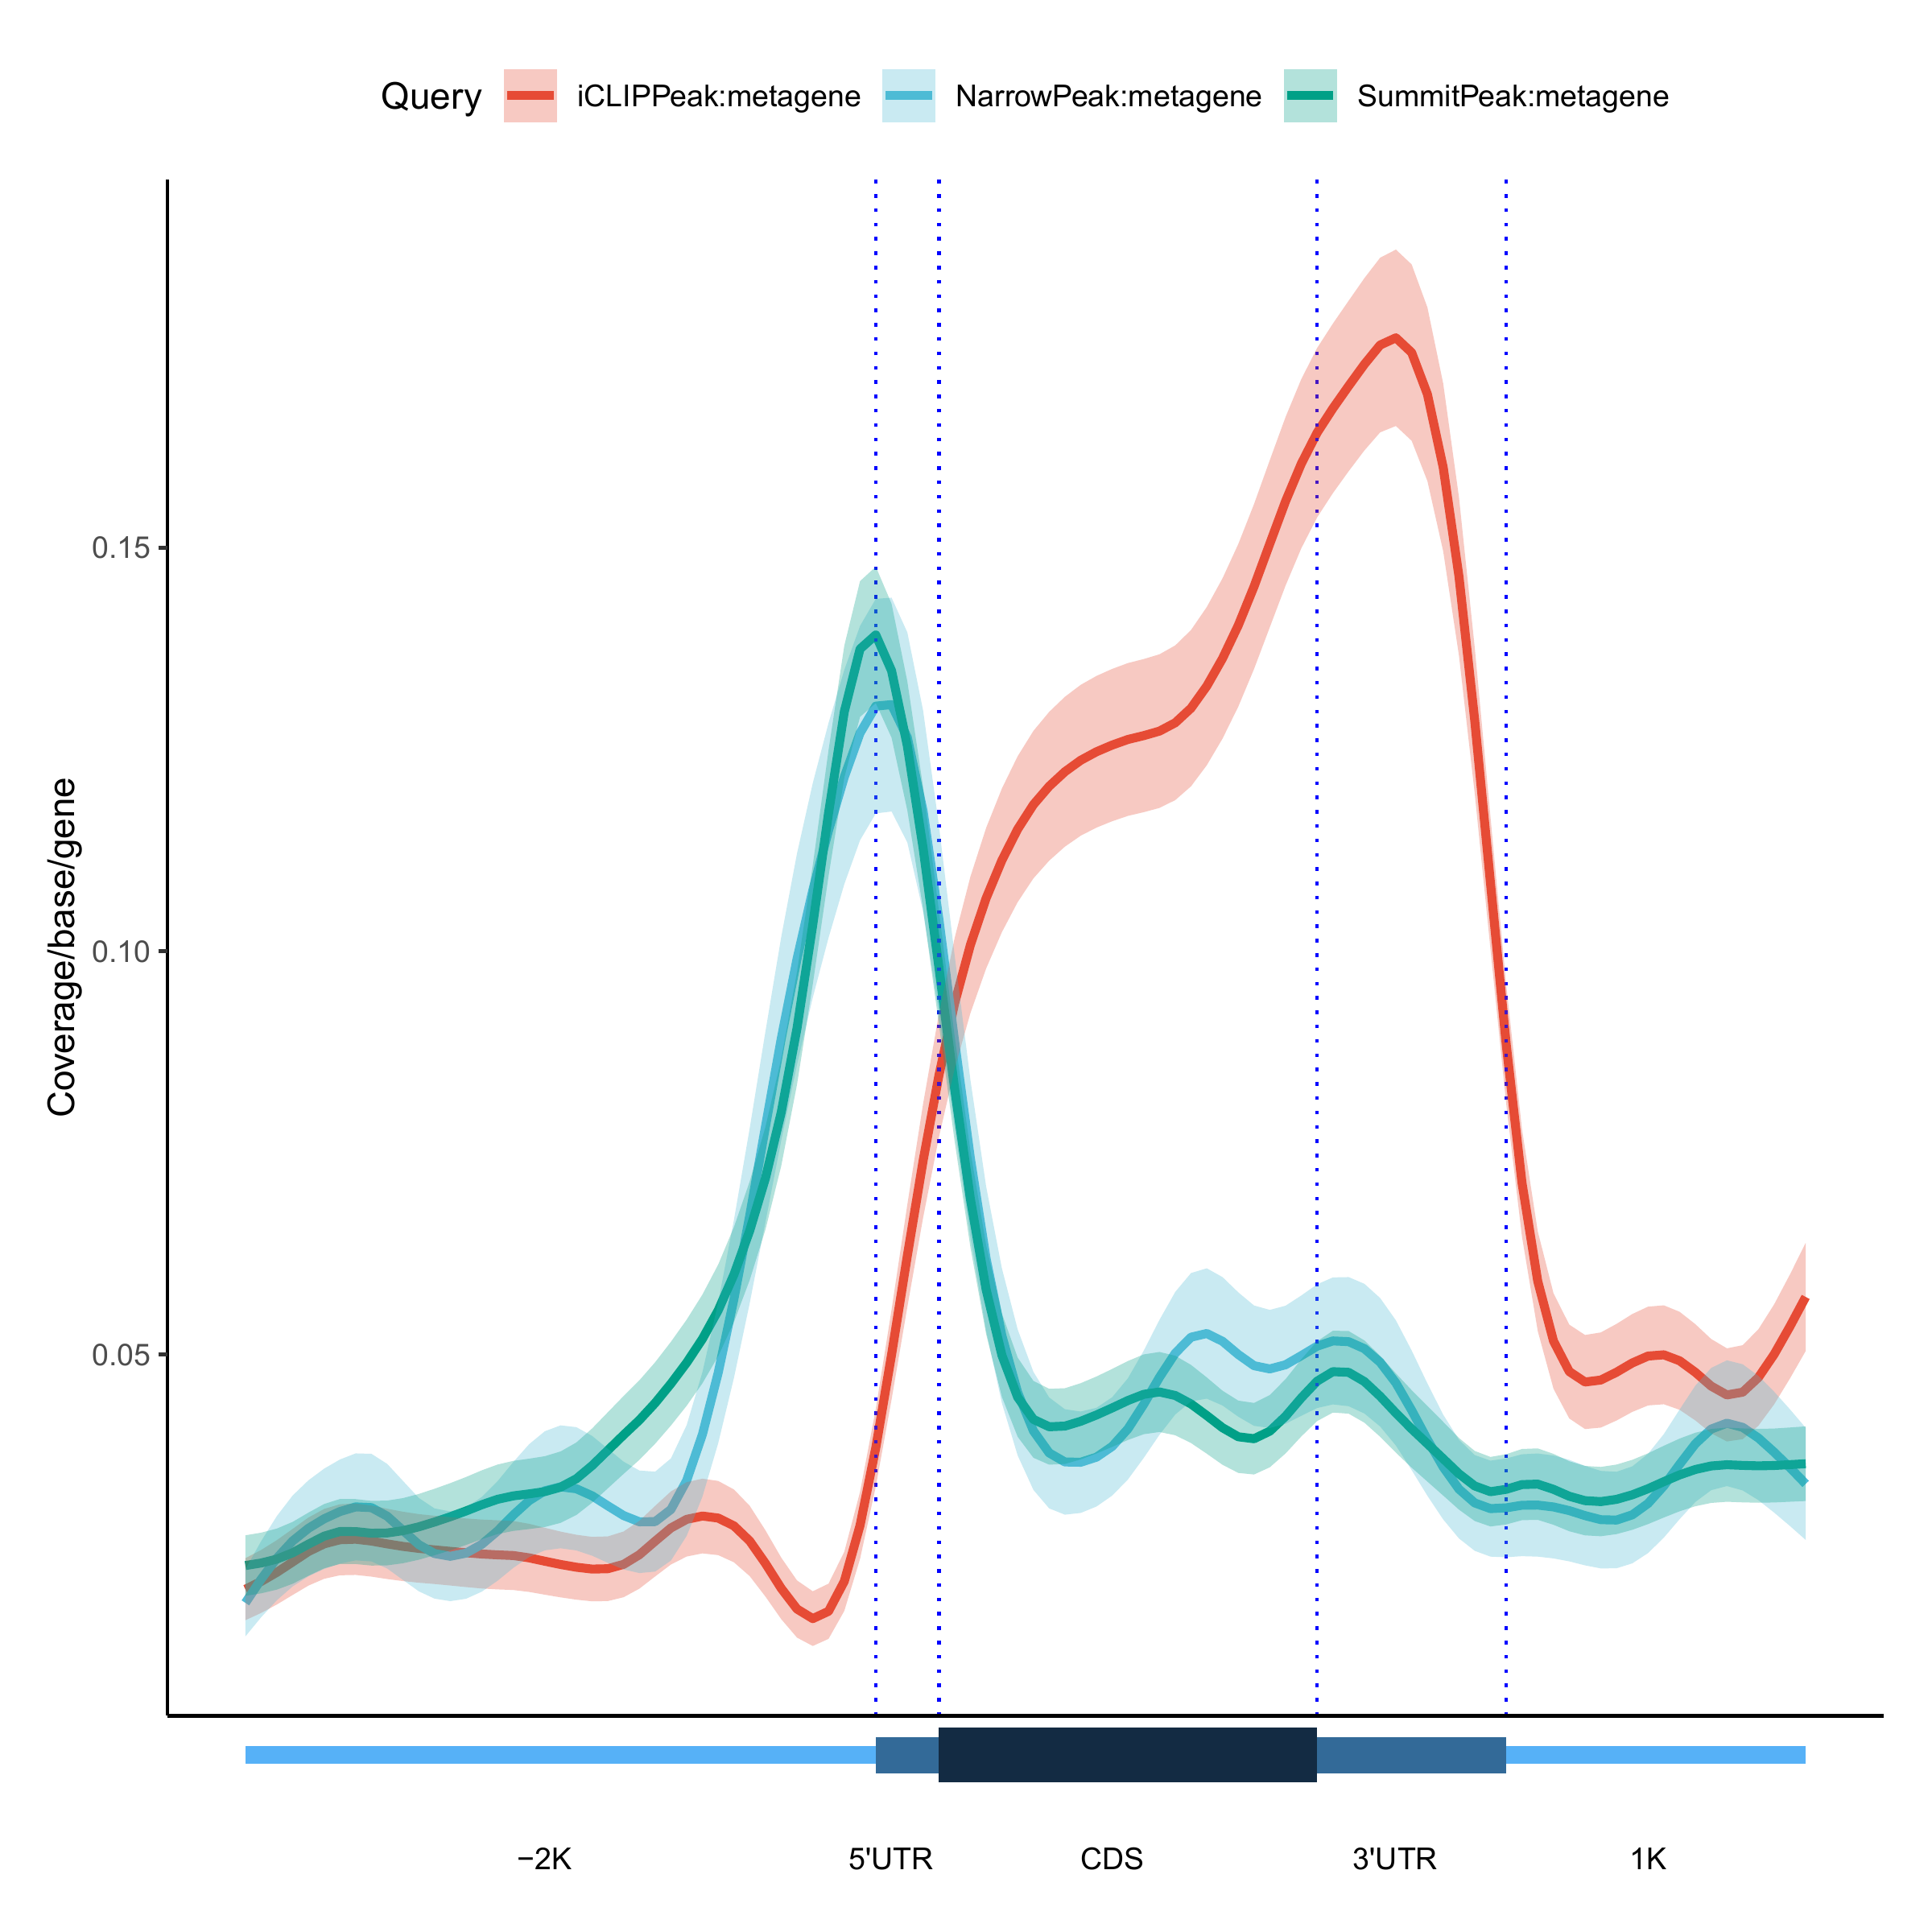 Query iCLIPPeak:metagene NarrowPeak:metagene SummitPeak:metagene
Coverage/base/gene
0.15
0.10
0.05
−2K 5'UTR CDS 3'UTR 1K